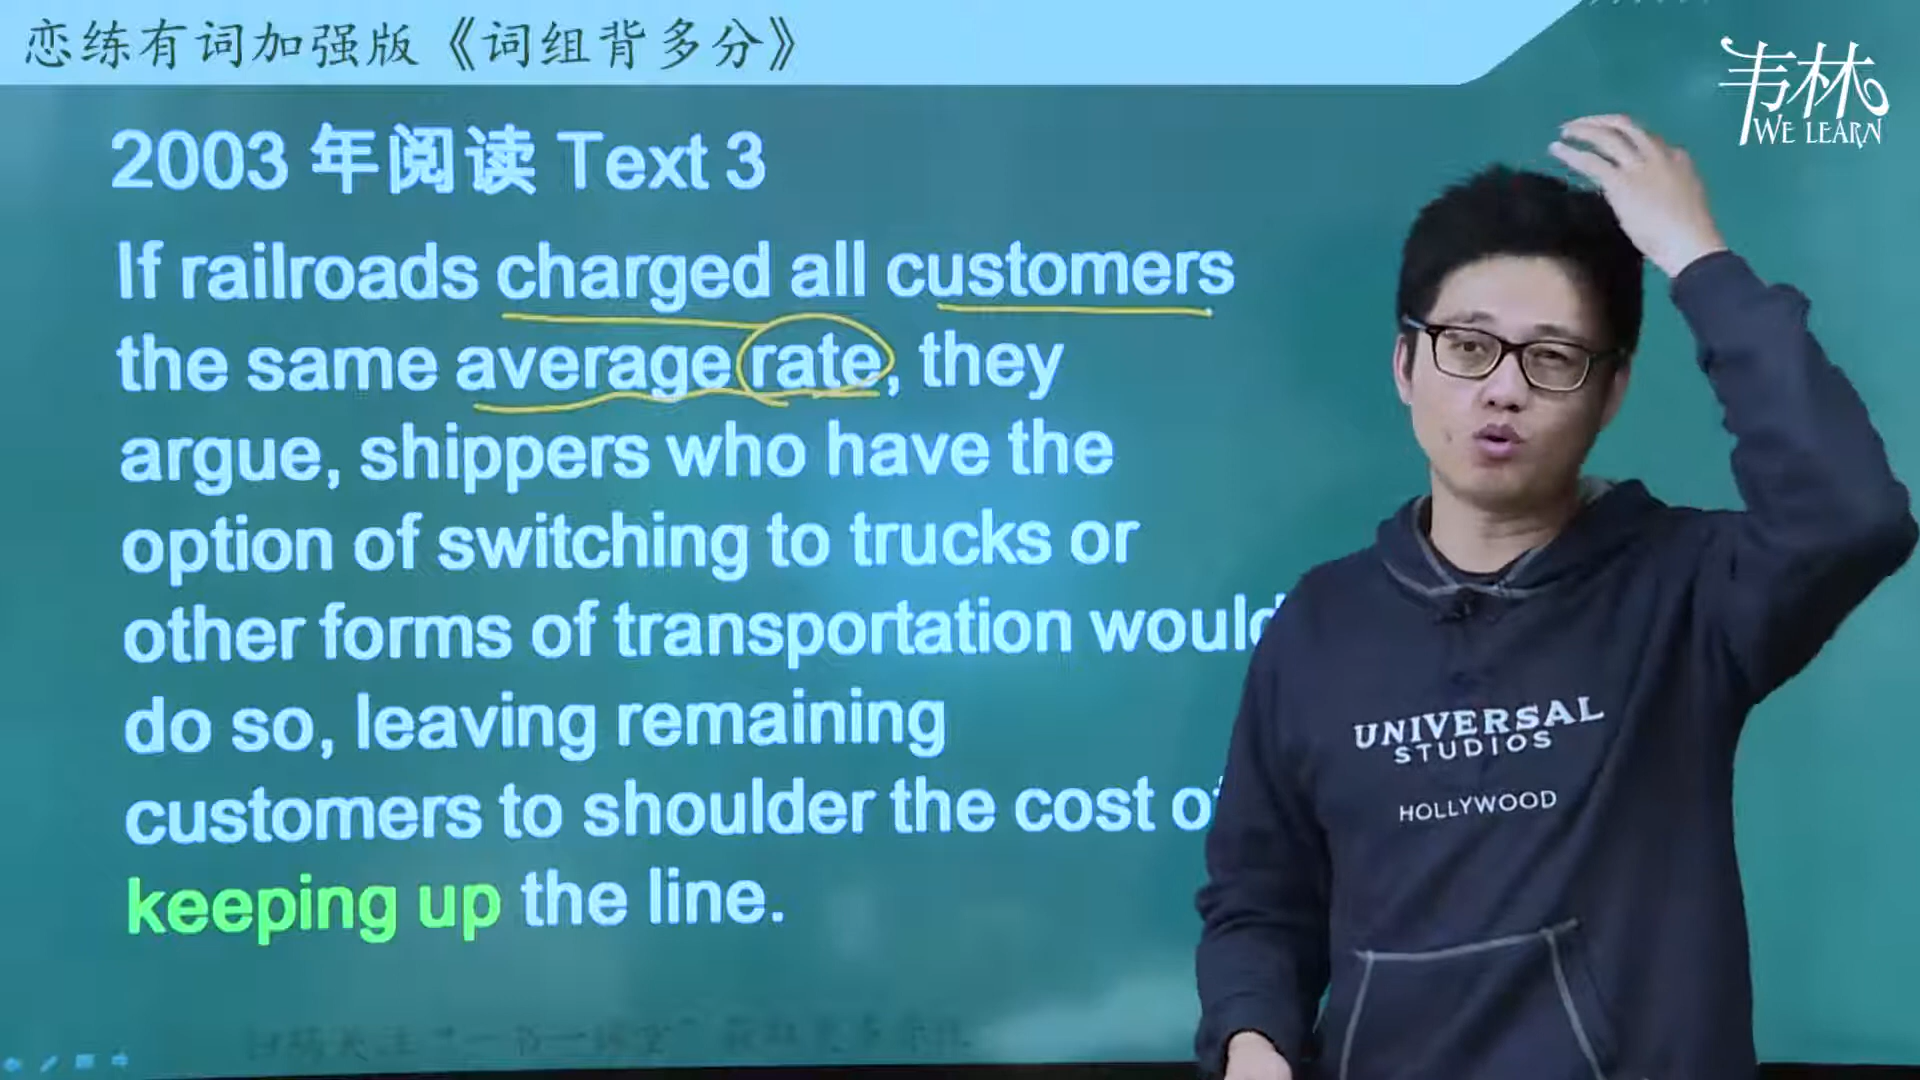 恋练有词加强版《词组背多分》
韦林
WE LEARN
2003 年阅读 Text 3
If railroads charged all customers
the same average rate, they
argue, shippers who have the
option of switching to trucks or
other forms of transportation would
do so, leaving remaining
customers to shoulder the cost of
keeping up the line.
UNIVERSAL
STUDIOS
HOLLYWOOD